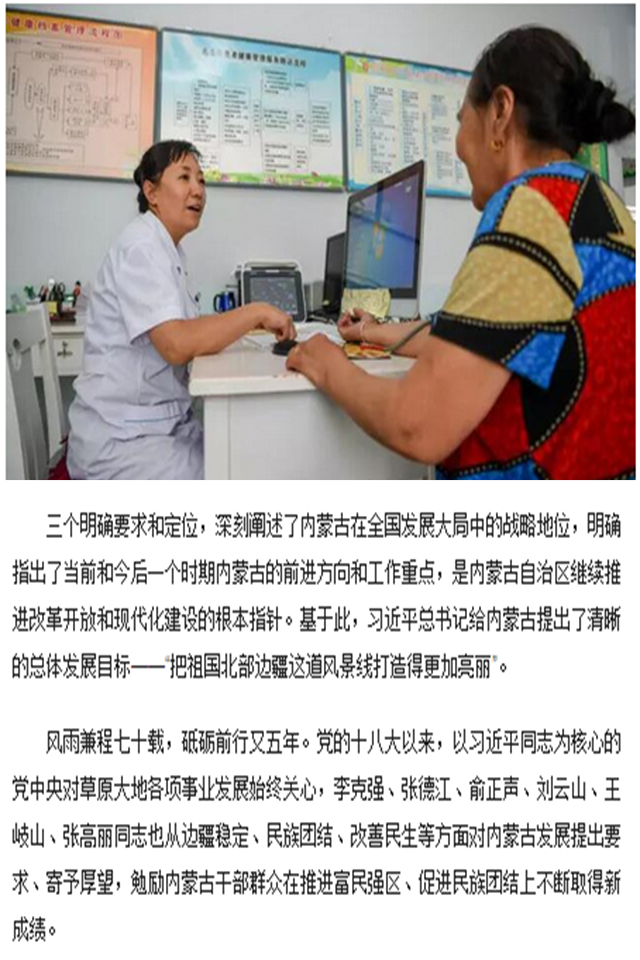 健康档案管理流程图
三个明确要求和定位，深刻阐述了内蒙古在全国发展大局中的战略地位，明确
指出了当前和今后一个时期内蒙古的前进方向和工作重点，是内蒙古自治区继续推
进改革开放和现代化建设的根本指针。基于此，习近平总书记给内蒙古提出了清晰
的总体发展目标——“把祖国北部边疆这道风景线打造得更加亮丽”。
风雨兼程七十载，砥砺前行又五年。党的十八大以来，以习近平同志为核心的
党中央对草原大地各项事业发展始终关心，李克强、张德江、俞正声、刘云山、王
岐山、张高丽同志也从边疆稳定、民族团结、改善民生等方面对内蒙古发展提出要
求、寄予厚望，勉励内蒙古干部群众在推进富民强区、促进民族团结上不断取得新
成绩。